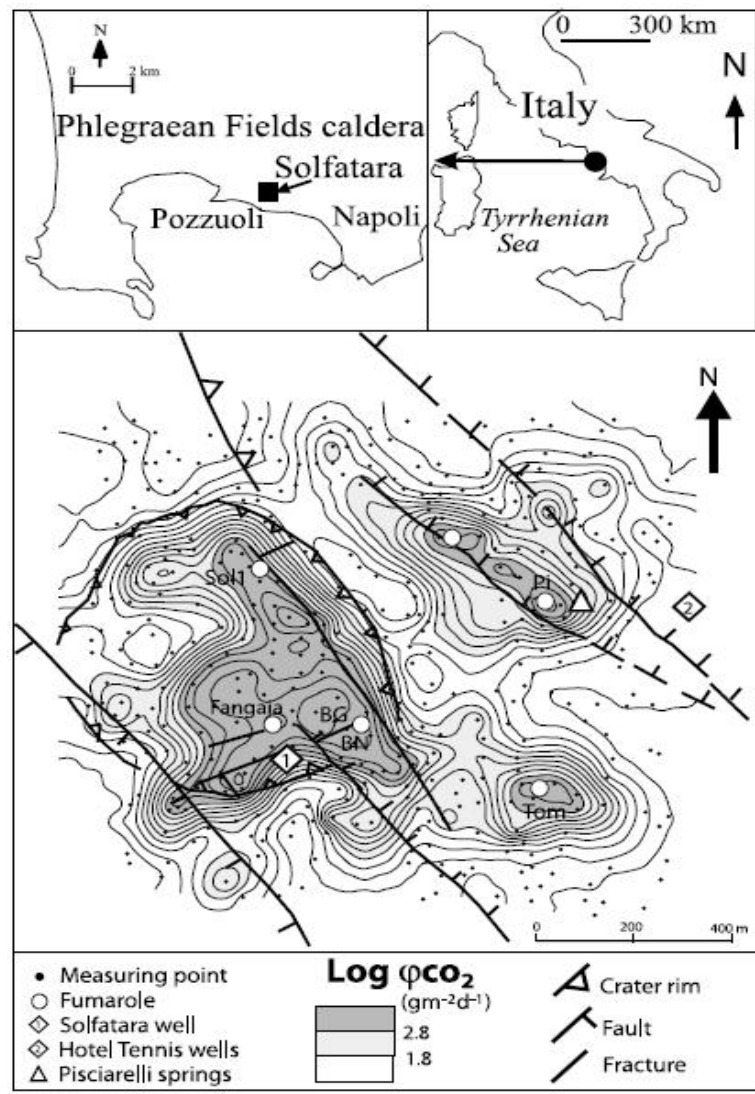 N
0 2 km
Phlegraean Fields caldera
Solfatara
Pozzuoli
Napoli
0 300 km
N
Italy
Tyrrhenian
Sea
N
Sol1
Pi
2
Fangaia
BG
BN
1
Tom
0 200 400 m
Measuring point
Fumarole
1 Solfatara well
2 Hotel Tennis wells
Pisciarelli springs
Log φco₂
(gm⁻²d⁻¹)
2.8
1.8
Crater rim
Fault
Fracture